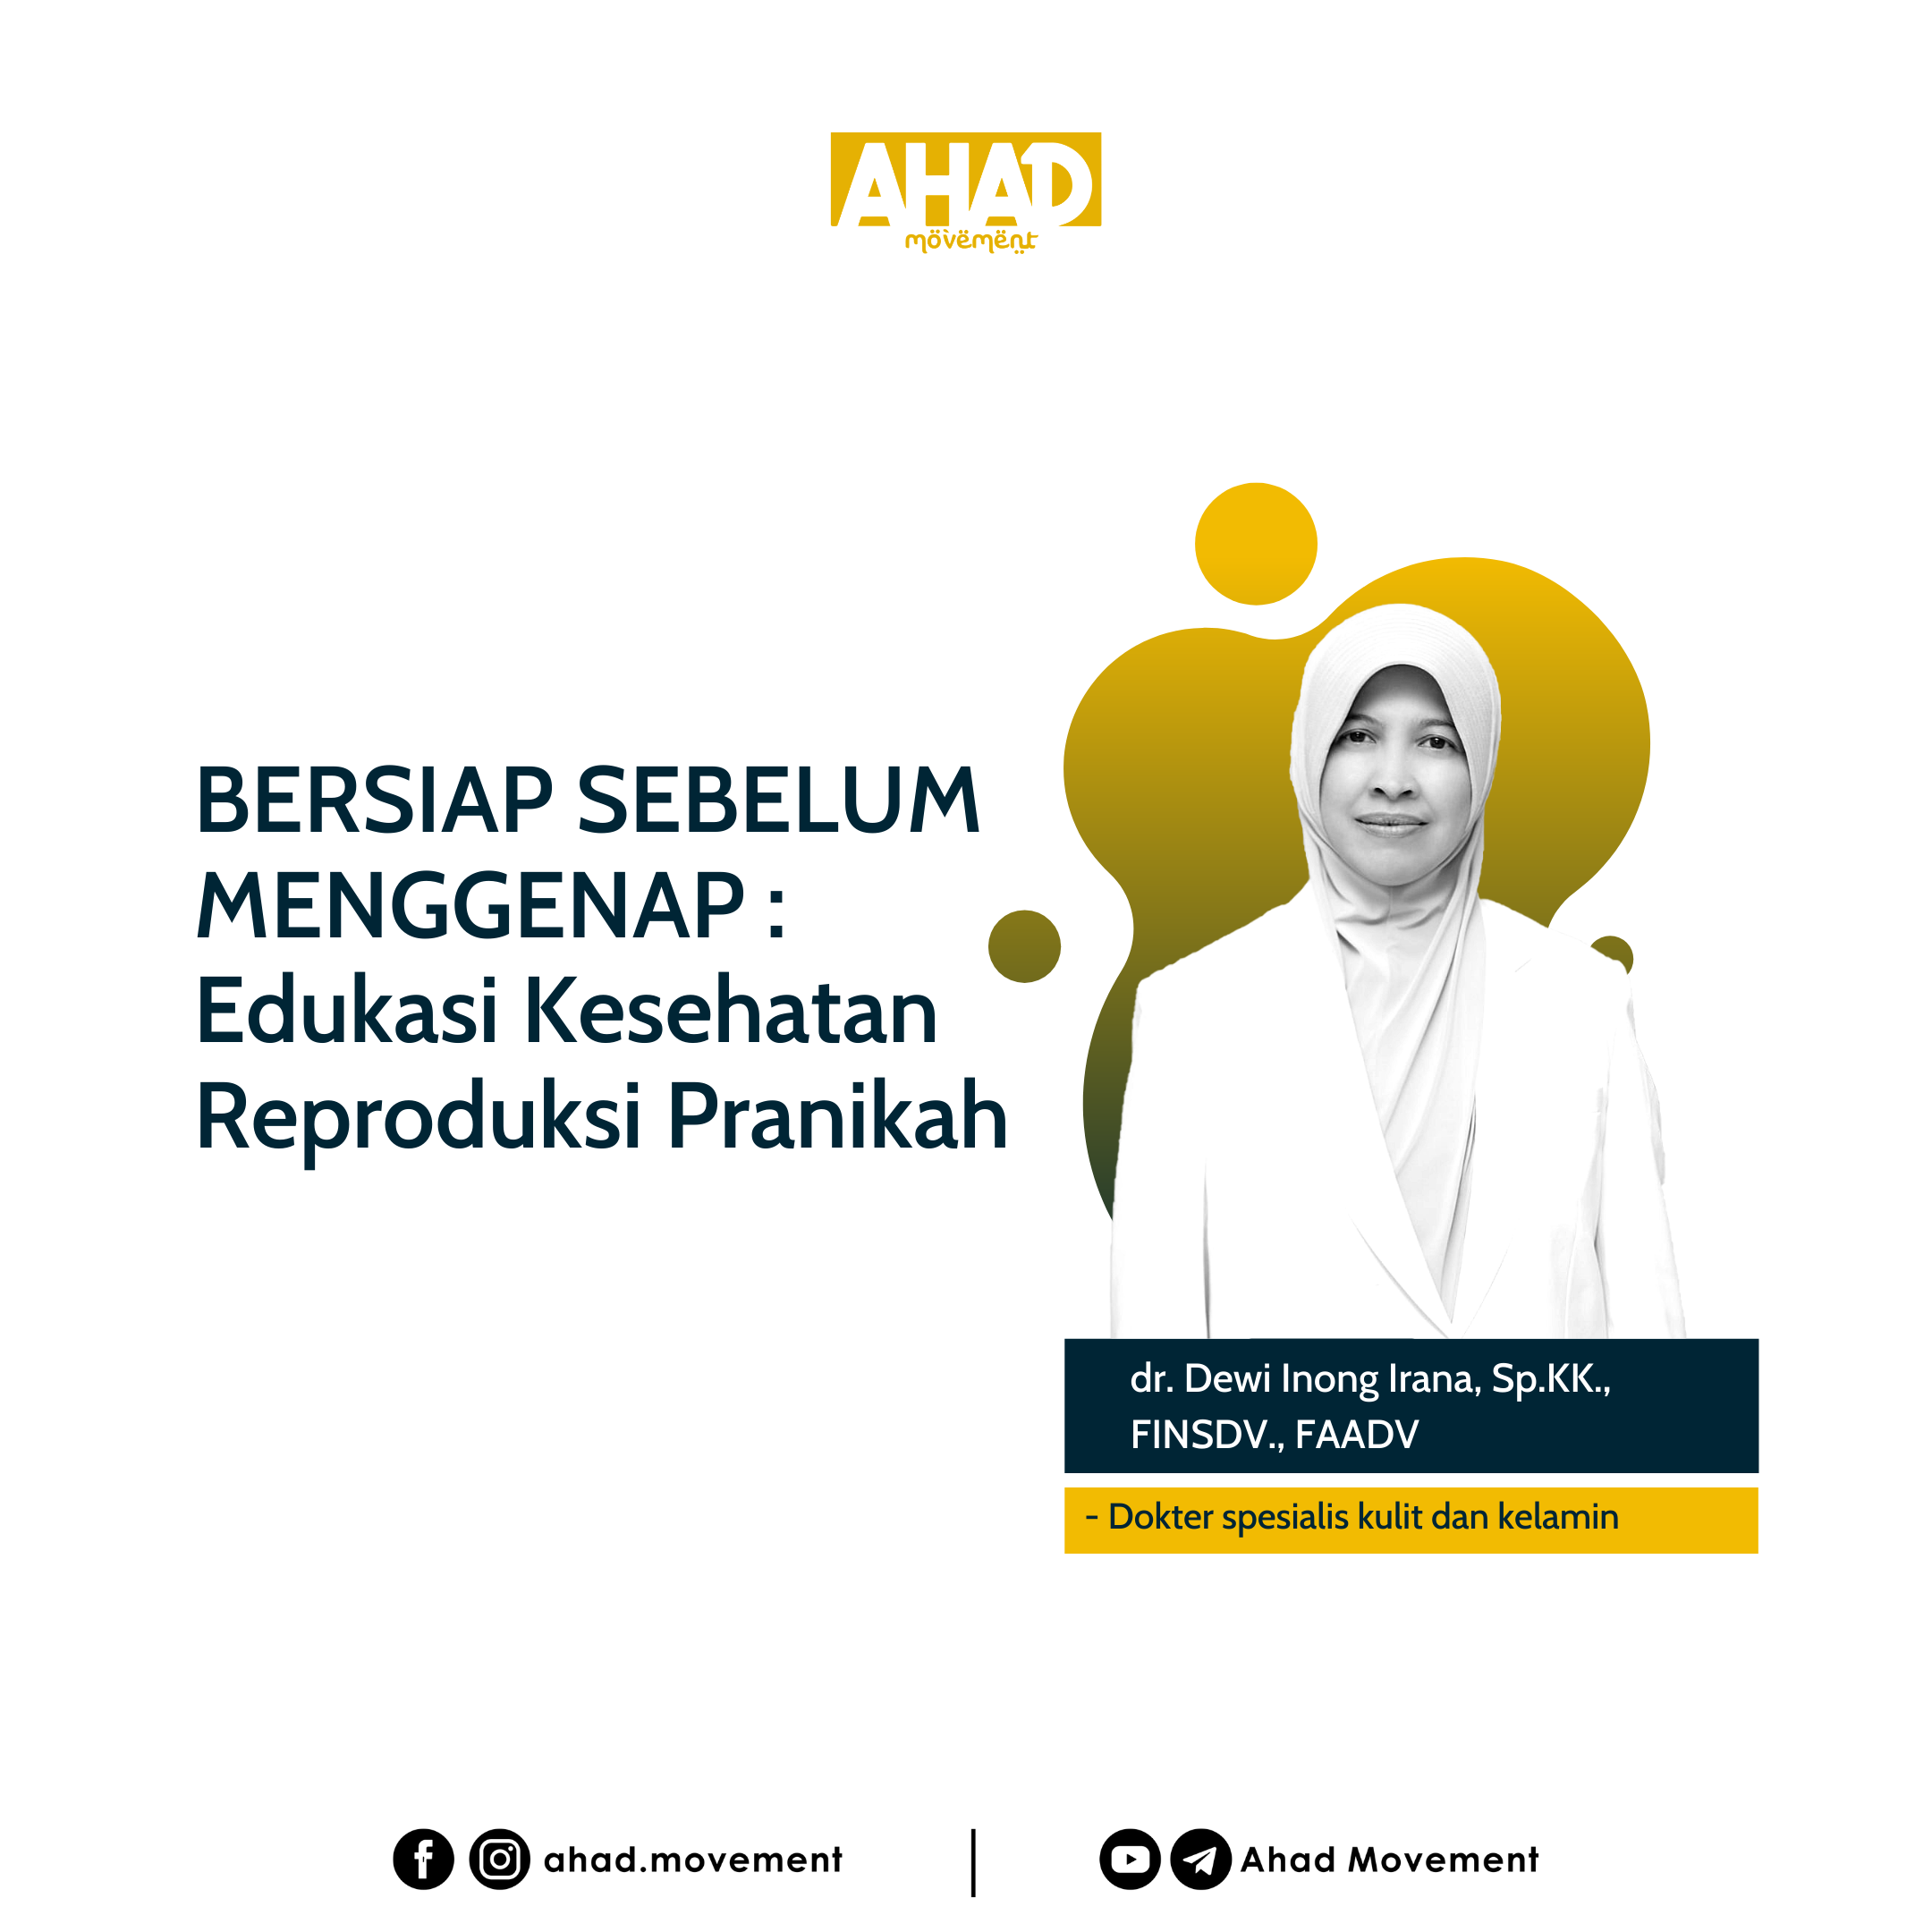 AHAD
movement
BERSIAP SEBELUM
MENGGENAP :
Edukasi Kesehatan
Reproduksi Pranikah
dr. Dewi Inong Irana, Sp.KK.,
FINSDV., FAADV
- Dokter spesialis kulit dan kelamin
ahad.movement
Ahad Movement